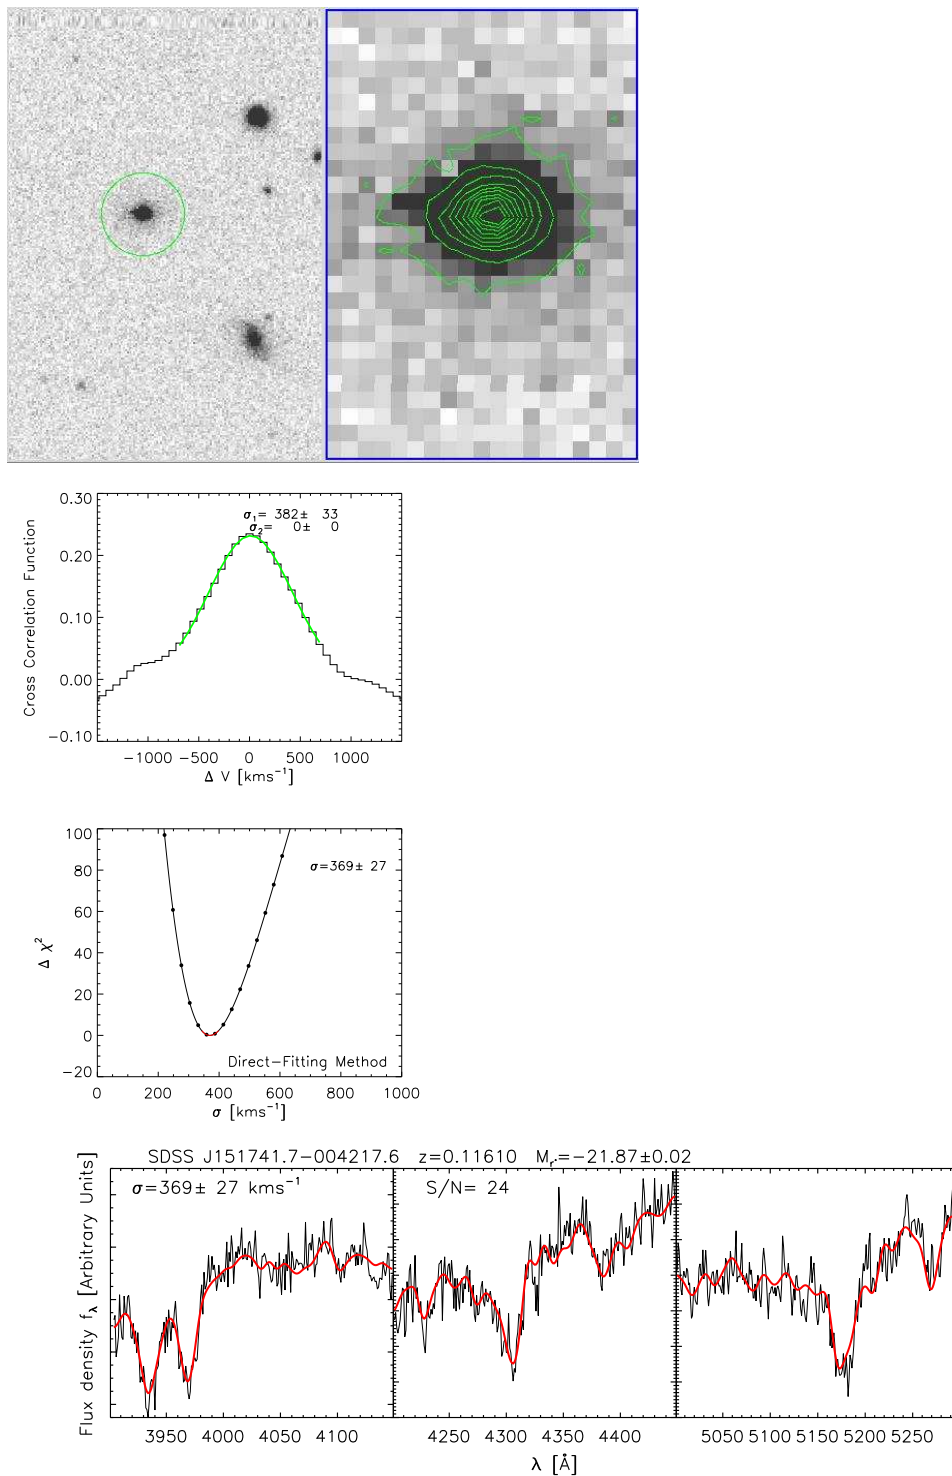 0.30
0.20
0.10
0.00
−0.10
Cross Correlation Function
σ₁= 382± 33
σ₂= 0± 0
−1000 −500 0 500 1000
Δ V [kms⁻¹]
100
80
60
40
20
0
−20
Δ χ²
σ=369± 27
Direct−Fitting Method
0 200 400 600 800 1000
σ [kms⁻¹]
SDSS J151741.7−004217.6 z=0.11610 Mᵣ·=−21.87±0.02
σ=369± 27 kms⁻¹ S/N= 24
Flux density f_λ [Arbitrary Units]
3950 4000 4050 4100 4250 4300 4350 4400 5050 5100 5150 5200 5250
λ [Å]